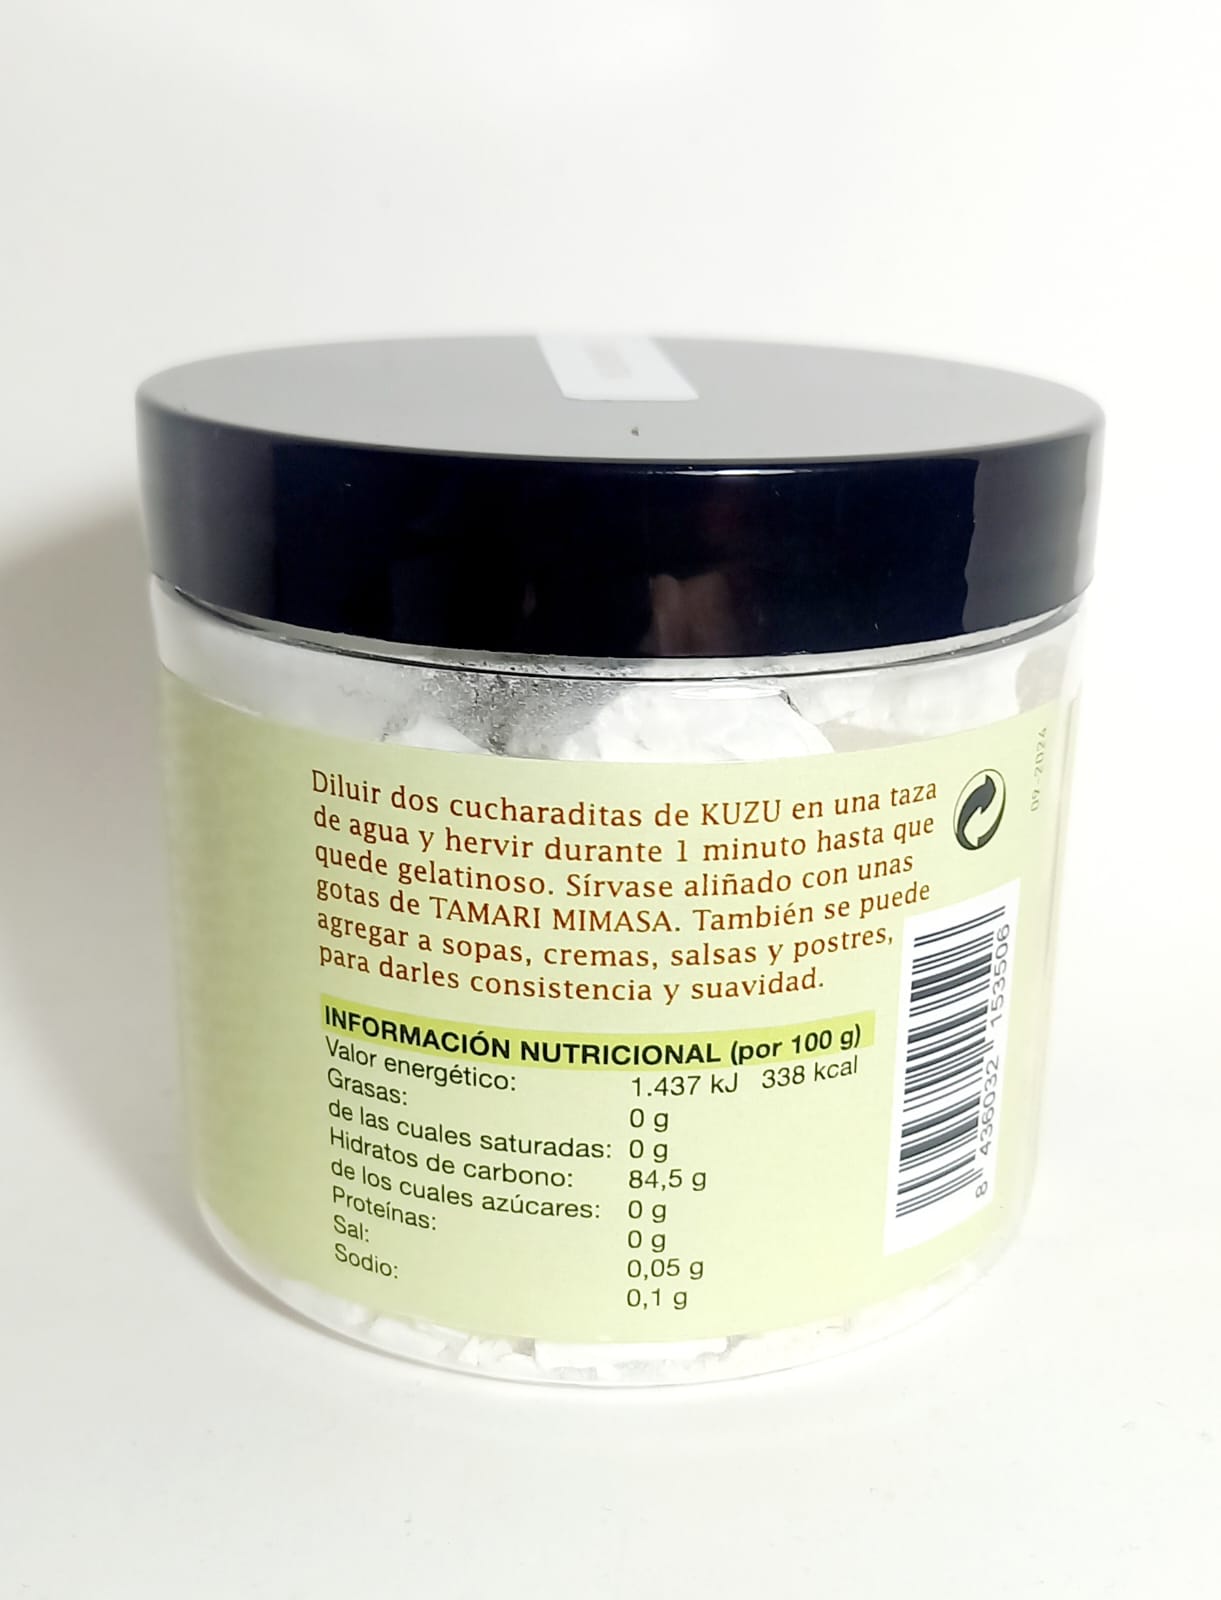 Diluir dos cucharaditas de KUZU en una taza
de agua y hervir durante 1 minuto hasta que
quede gelatinoso. Sírvase aliñado con unas
gotas de TAMARI MIMASA. También se puede
agregar a sopas, cremas, salsas y postres,
para darles consistencia y suavidad.
INFORMACIÓN NUTRICIONAL (por 100 g)
Valor energético: 1.437 kJ 338 kcal
Grasas: 0 g
de las cuales saturadas: 0 g
Hidratos de carbono: 84,5 g
de los cuales azúcares: 0 g
Proteínas: 0 g
Sal: 0,05 g
Sodio: 0,1 g
09-2024
8 436032 153506